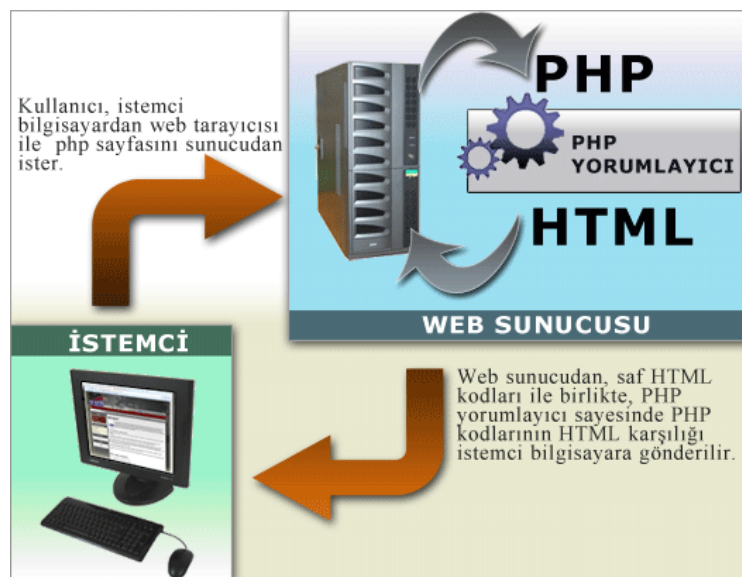 Kullanıcı, istemci
bilgisayardan web tarayıcısı
ile php sayfasını sunucudan
ister.
PHP
PHP
YORUMLAYICI
HTML
WEB SUNUCUSU
İSTEMCİ
Web sunucudan, saf HTML
kodları ile birlikte, PHP
yorumlayıcı sayesinde PHP
kodlarının HTML karşılığı
istemci bilgisayara gönderilir.